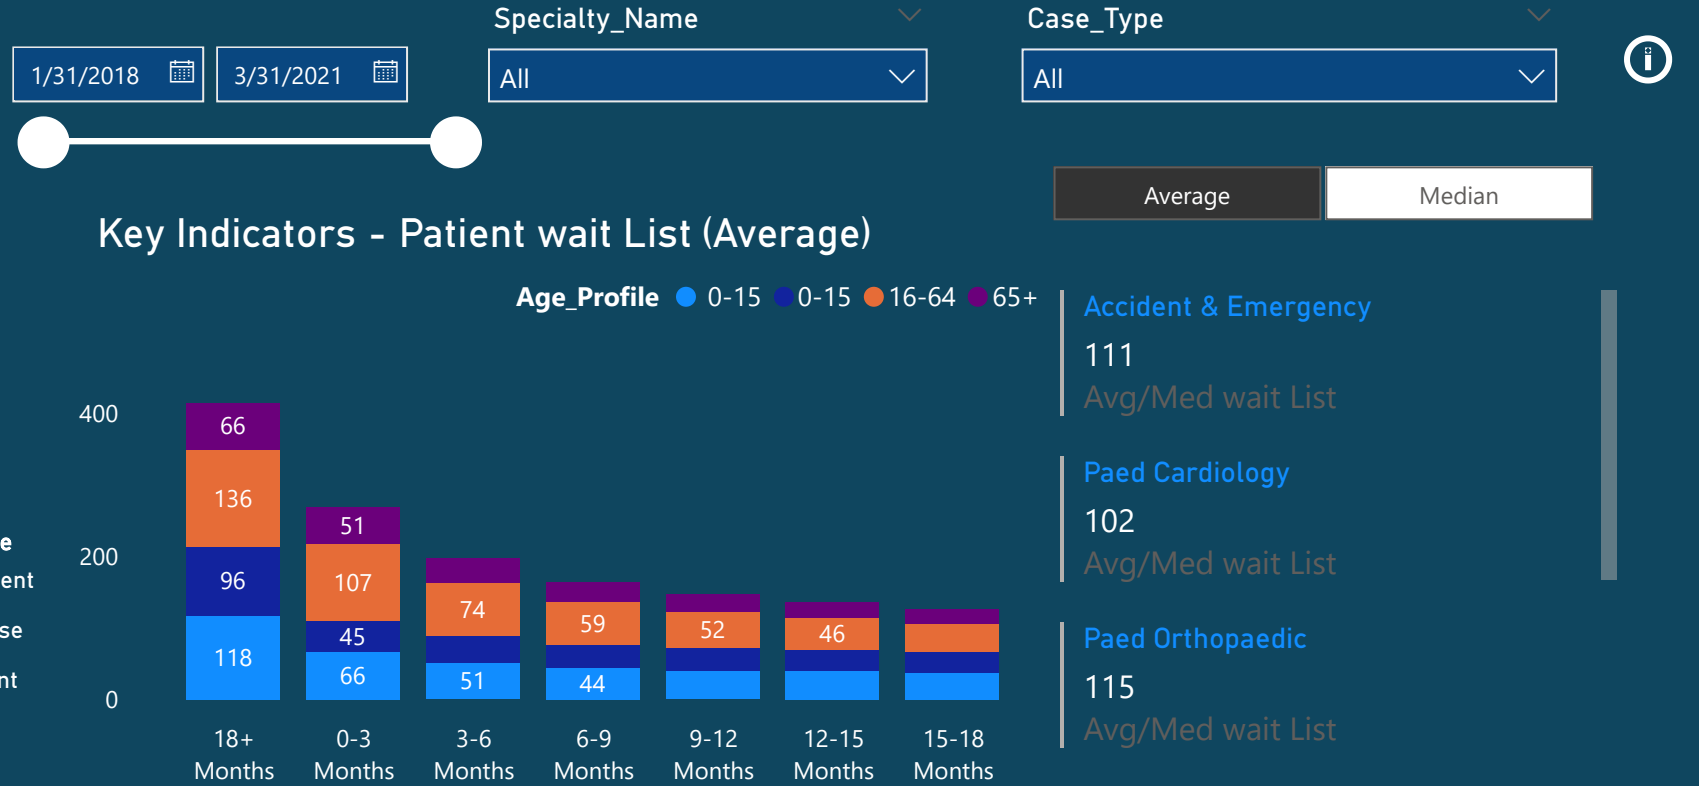 Specialty_Name
Case_Type
1/31/2018
3/31/2021
All
All
i
Average
Median
Key Indicators - Patient wait List (Average)
Age_Profile 0-15 0-15 16-64 65+
Accident & Emergency
111
Avg/Med wait List
Paed Cardiology
102
Avg/Med wait List
Paed Orthopaedic
115
Avg/Med wait List
e
ent
se
nt
400
200
0
66
136
96
118
51
107
45
66
74
51
59
44
52
46
18+ Months
0-3 Months
3-6 Months
6-9 Months
9-12 Months
12-15 Months
15-18 Months